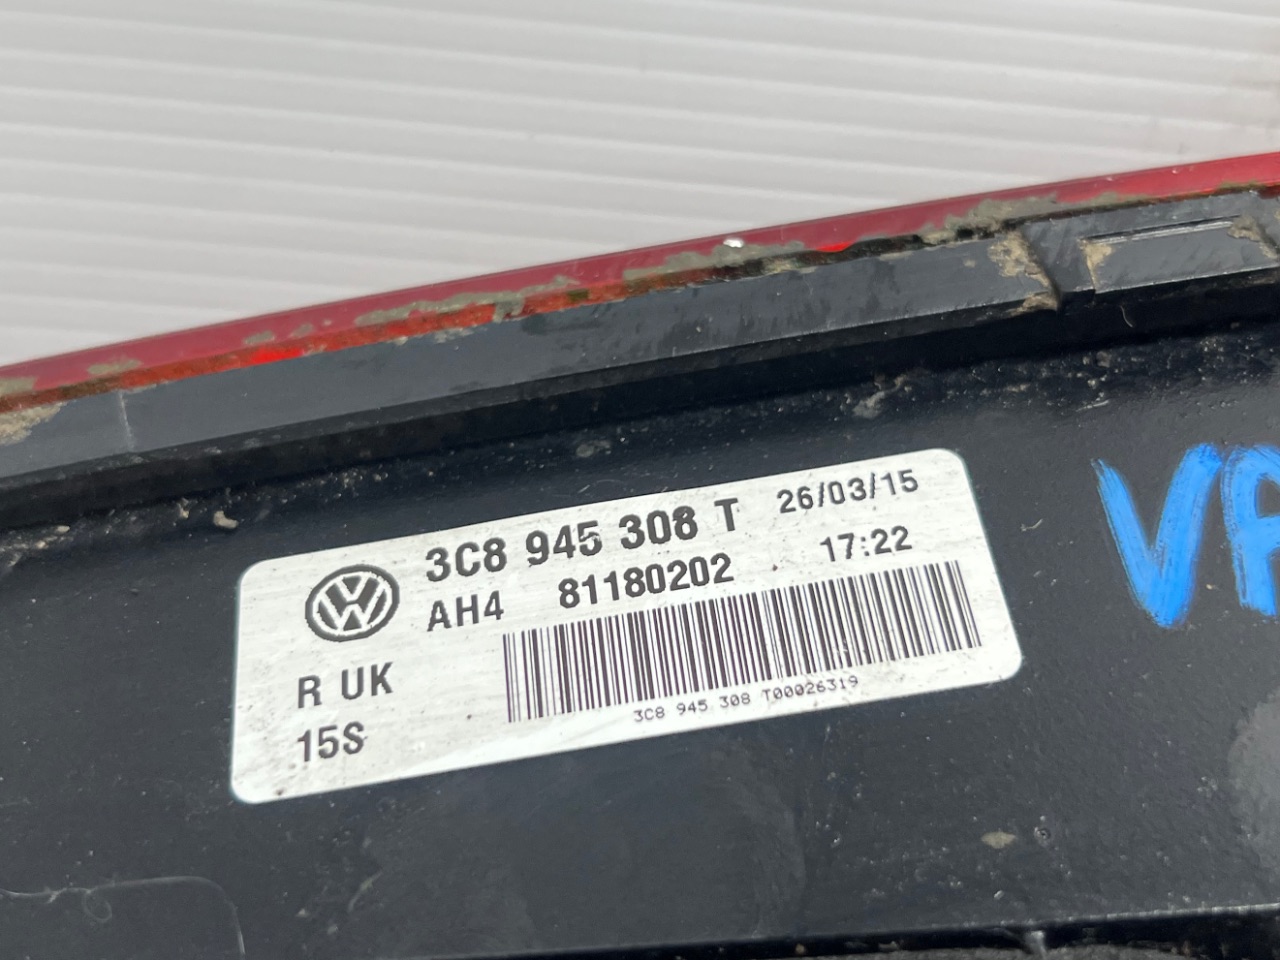 3C8 945 308 T 26/03/15
AH4 81180202 17:22
R UK
15S
3C8 945 308 T00026319